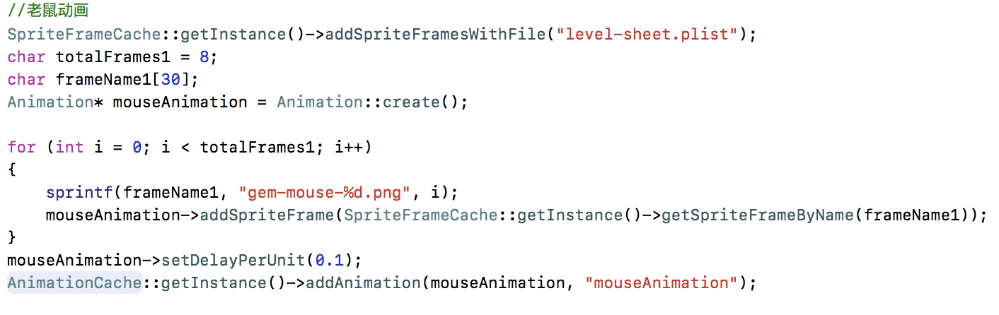 //老鼠动画
SpriteFrameCache::getInstance()->addSpriteFramesWithFile("level-sheet.plist");
char totalFrames1 = 8;
char frameName1[30];
Animation* mouseAnimation = Animation::create();
for (int i = 0; i < totalFrames1; i++)
{
    sprintf(frameName1, "gem-mouse-%d.png", i);
    mouseAnimation->addSpriteFrame(SpriteFrameCache::getInstance()->getSpriteFrameByName(frameName1));
}
mouseAnimation->setDelayPerUnit(0.1);
AnimationCache::getInstance()->addAnimation(mouseAnimation, "mouseAnimation");